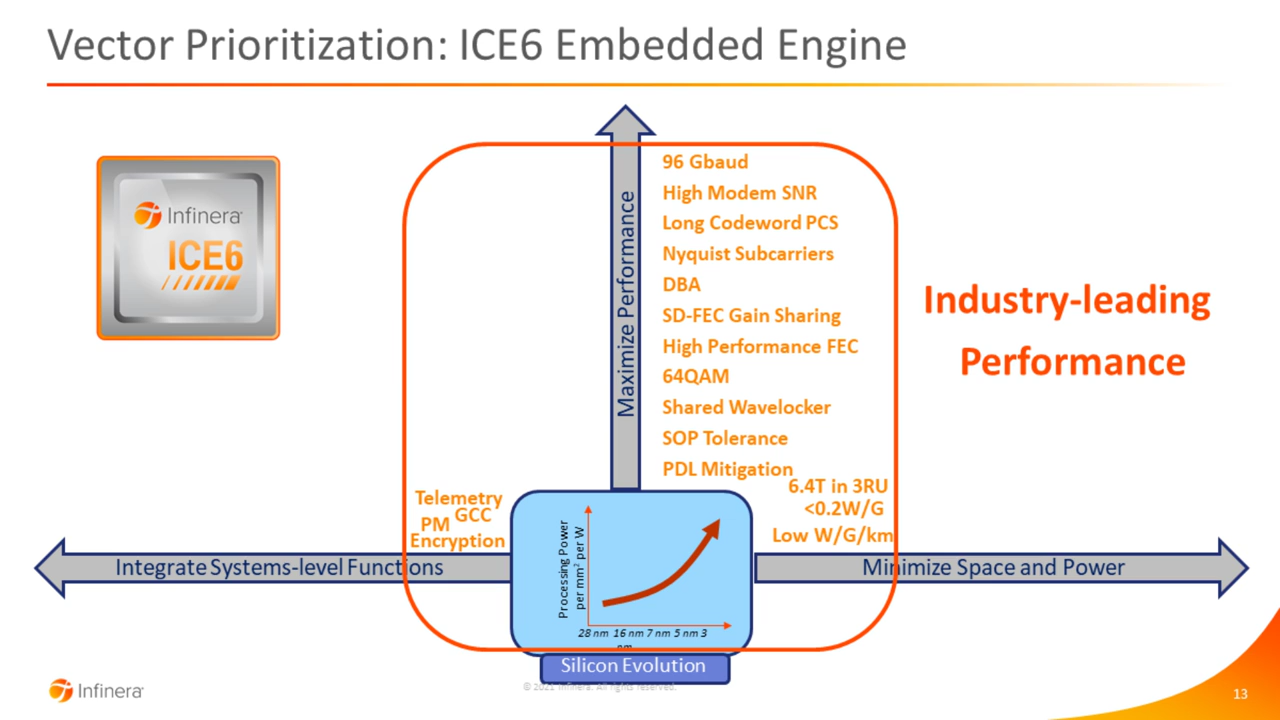 Vector Prioritization: ICE6 Embedded Engine
Infinera
ICE6
Maximize Performance
96 Gbaud
High Modem SNR
Long Codeword PCS
Nyquist Subcarriers
DBA
SD-FEC Gain Sharing
High Performance FEC
64QAM
Shared Wavelocker
SOP Tolerance
PDL Mitigation
Industry-leading
Performance
6.4T in 3RU
<0.2W/G
Low W/G/km
Telemetry
PM GCC
Encryption
Integrate Systems-level Functions
Minimize Space and Power
Processing Power
per mm² per W
28 nm 16 nm 7 nm 5 nm 3
nm
Silicon Evolution
© 2021 Infinera. All rights reserved.
Infinera
13